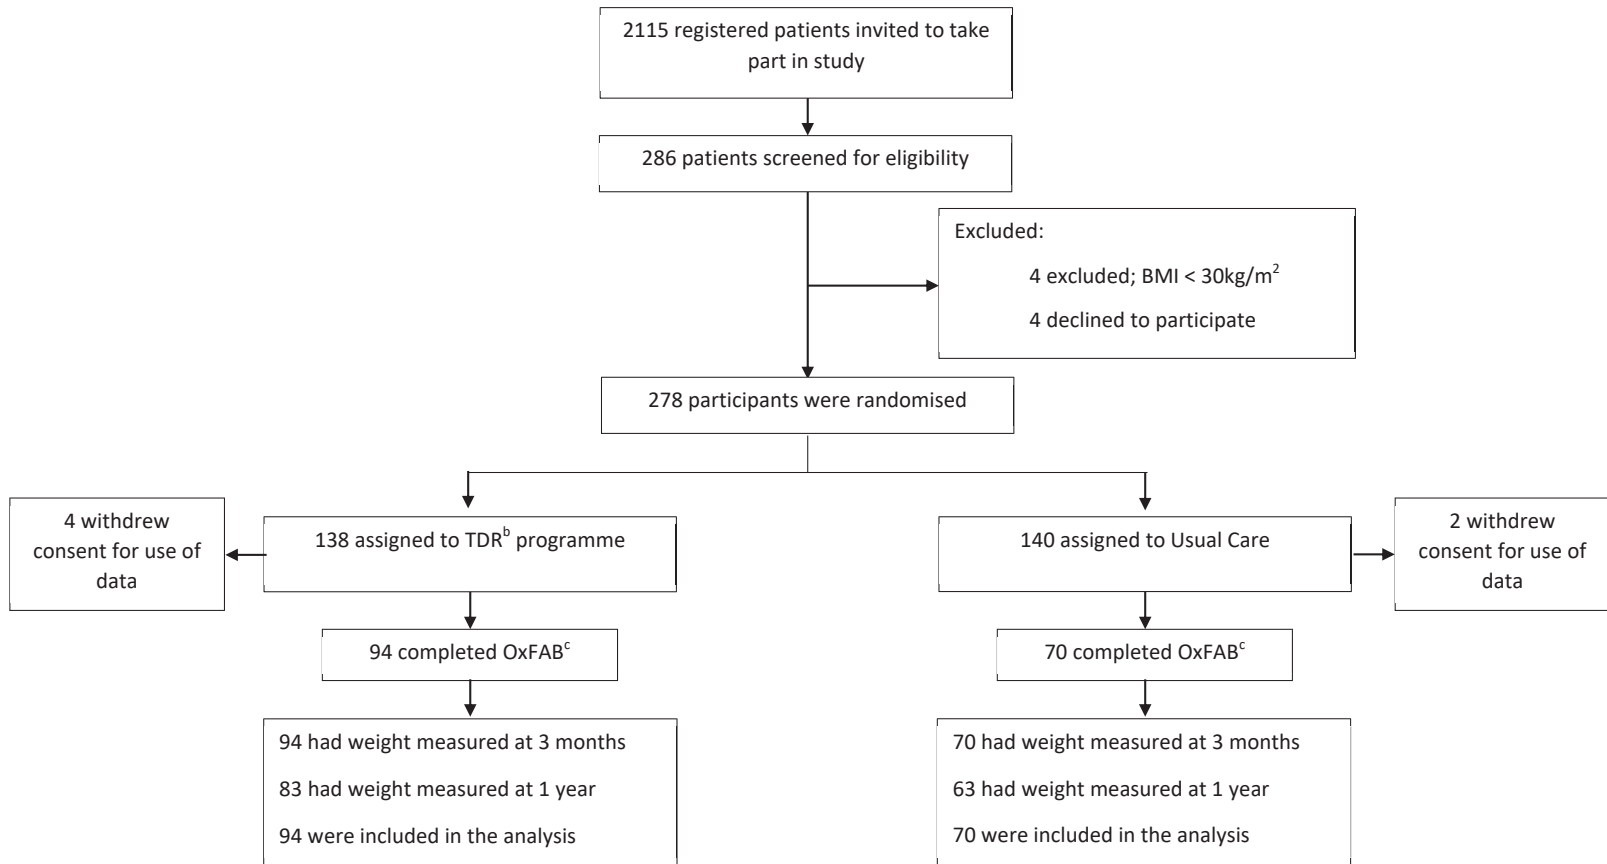 2115 registered patients invited to take
part in study
286 patients screened for eligibility
Excluded:
4 excluded; BMI < 30kg/m²
4 declined to participate
278 participants were randomised
4 withdrew
consent for use of
data
138 assigned to TDRᵇ programme
140 assigned to Usual Care
2 withdrew
consent for use of
data
94 completed OxFABᶜ
70 completed OxFABᶜ
94 had weight measured at 3 months
83 had weight measured at 1 year
94 were included in the analysis
70 had weight measured at 3 months
63 had weight measured at 1 year
70 were included in the analysis